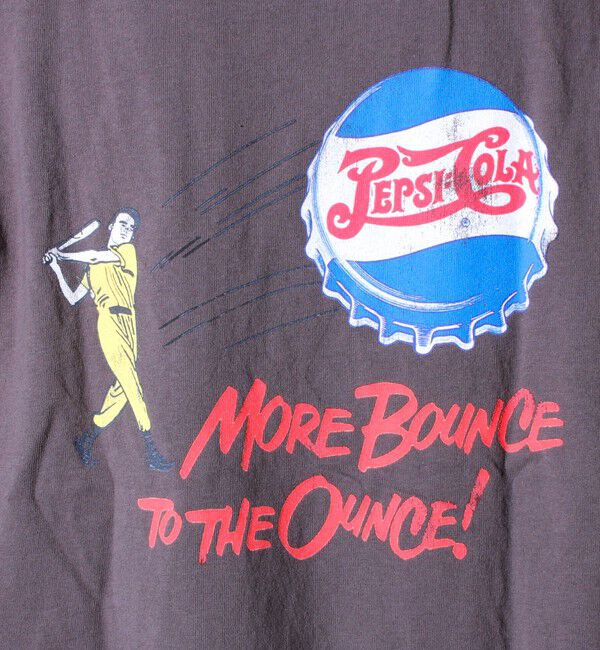 PEPSI-COLA
®
MORE BOUNCE
TO THE OUNCE!